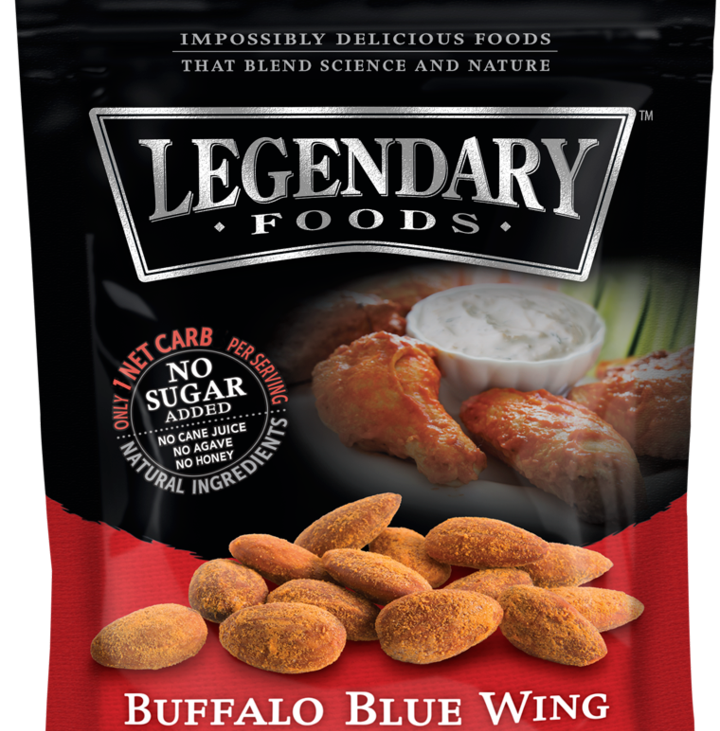 IMPOSSIBLY DELICIOUS FOODS
THAT BLEND SCIENCE AND NATURE
LEGENDARY
TM
FOODS
ONLY 1 NET CARB PER SERVING
NO
SUGAR
ADDED
NO CANE JUICE
NO AGAVE
NO HONEY
NATURAL INGREDIENTS
BUFFALO BLUE WING